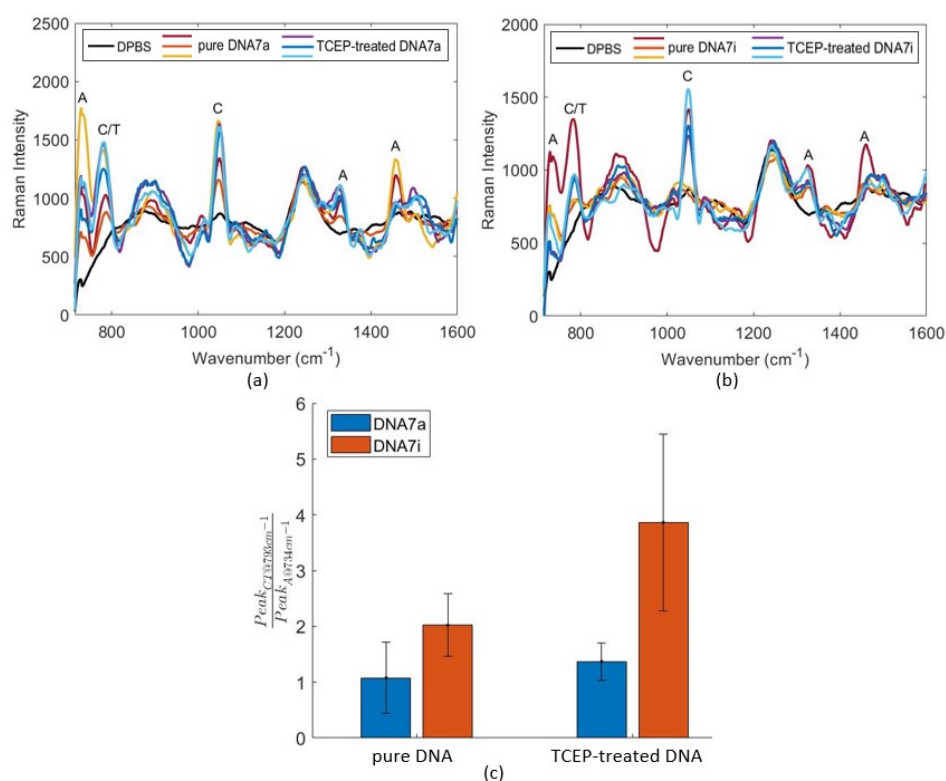 2500
2000
1500
1000
500
0
Raman Intensity
DPBS pure DNA7a TCEP-treated DNA7a
A
C/T
C
A
A
800 1000 1200 1400 1600
Wavenumber (cm⁻¹)
(a)
2000
1500
1000
500
0
Raman Intensity
DPBS pure DNA7i TCEP-treated DNA7i
A
C/T
C
A
A
800 1000 1200 1400 1600
Wavenumber (cm⁻¹)
(b)
6
5
4
3
2
1
0
Peak_CT@793cm⁻¹
Peak_A@734cm⁻¹
DNA7a
DNA7i
pure DNA TCEP-treated DNA
(c)